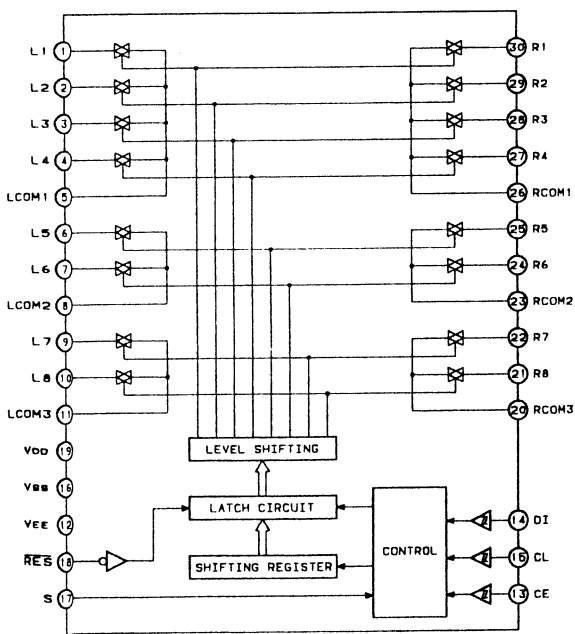 L1 1 30 R1
L2 2 29 R2
L3 3 28 R3
L4 4 27 R4
LCOM1 5 26 RCOM1
L5 6 25 R5
L6 7 24 R6
LCOM2 8 23 RCOM2
L7 9 22 R7
L8 10 21 R8
LCOM3 11 20 RCOM3
VDD 19
LEVEL SHIFTING
VSS 16
VEE 12
LATCH CIRCUIT
14 DI
RES 18
CONTROL
15 CL
SHIFTING REGISTER
S 17
13 CE